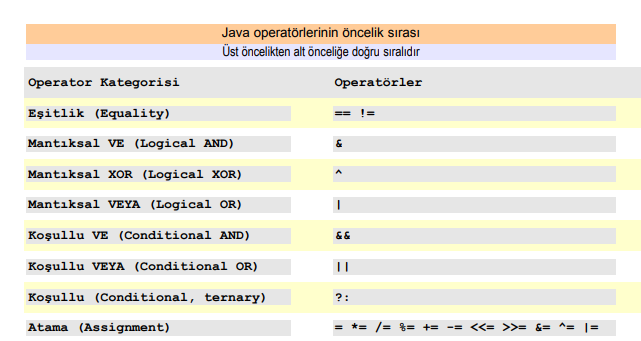 Java operatörlerinin öncelik sırası
Üst öncelikten alt önceliğe doğru sıralıdır
Operator Kategorisi Operatörler
Eşitlik (Equality) == !=
Mantıksal VE (Logical AND) &
Mantıksal XOR (Logical XOR) ^
Mantıksal VEYA (Logical OR) |
Koşullu VE (Conditional AND) &&
Koşullu VEYA (Conditional OR) ||
Koşullu (Conditional, ternary) ?:
Atama (Assignment) = *= /= %= += -= <<= >>= &= ^= |=